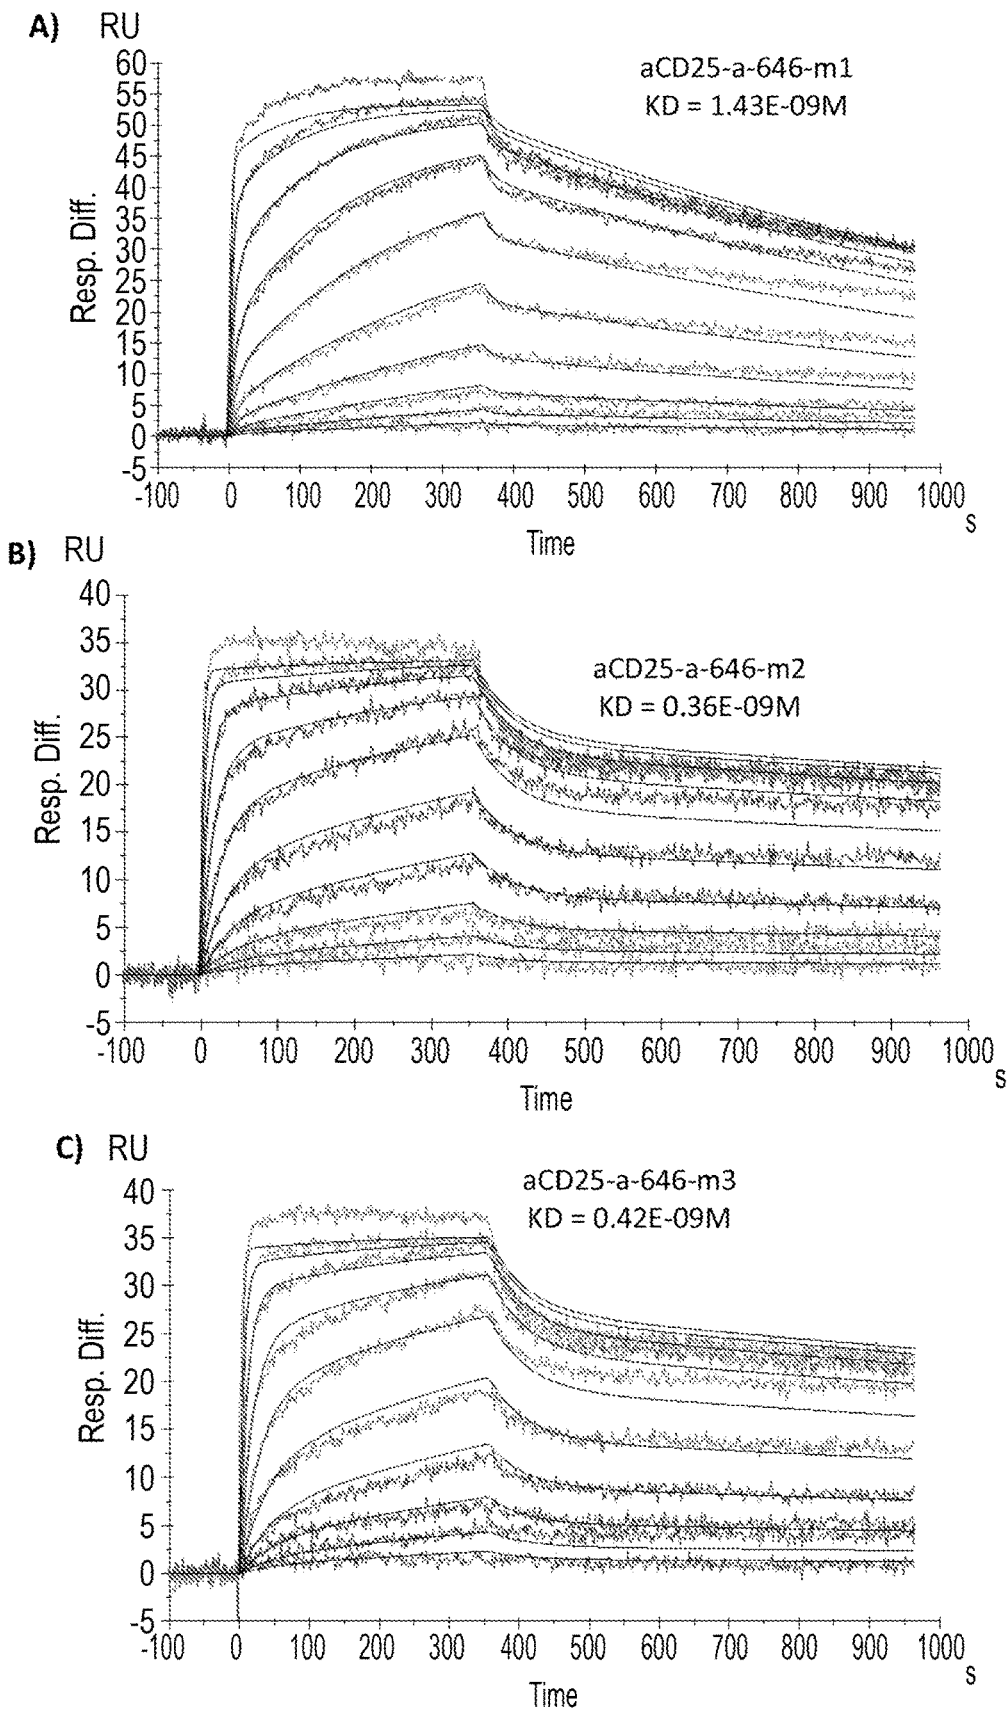 A) RU
aCD25-a-646-m1
KD = 1.43E-09M
Resp. Diff.
60
55
50
45
40
35
30
25
20
15
10
5
0
-5
-100 0 100 200 300 400 500 600 700 800 900 1000
s
Time
B) RU
aCD25-a-646-m2
KD = 0.36E-09M
Resp. Diff.
40
35
30
25
20
15
10
5
0
-5
-100 0 100 200 300 400 500 600 700 800 900 1000
s
Time
C) RU
aCD25-a-646-m3
KD = 0.42E-09M
Resp. Diff.
40
35
30
25
20
15
10
5
0
-5
-100 0 100 200 300 400 500 600 700 800 900 1000
s
Time